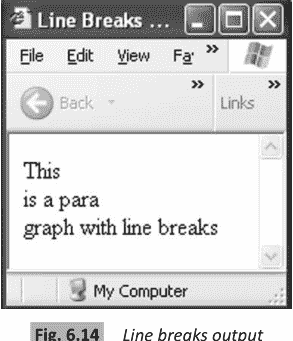 Line Breaks ...
File Edit View Fa »
» »
Back Links
This
is a para
graph with line breaks
My Computer
Fig. 6.14 Line breaks output